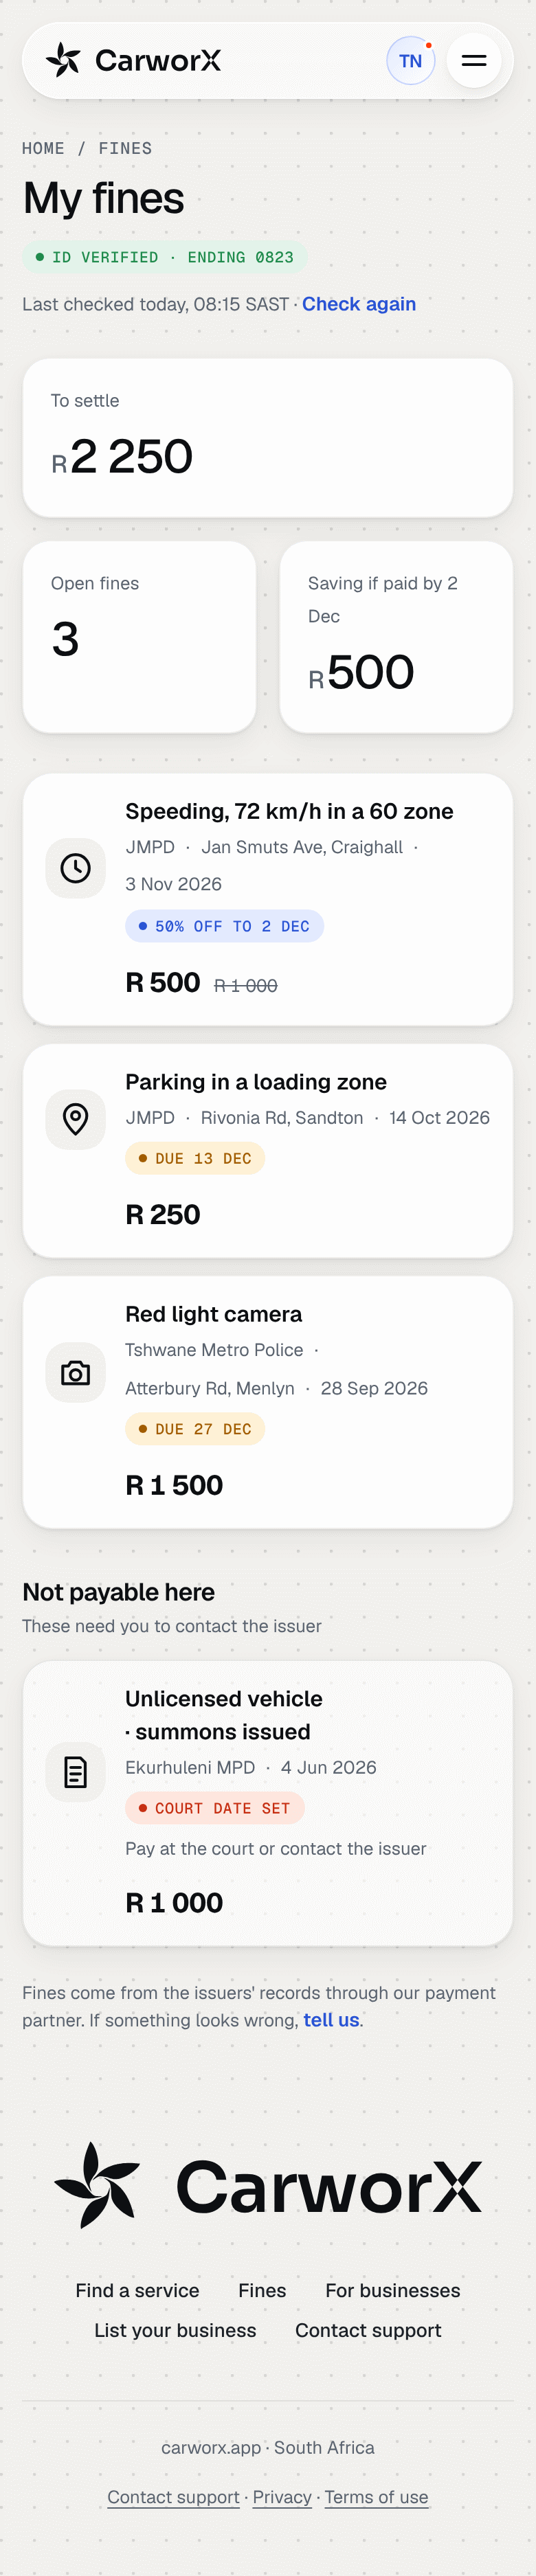 CarworX
TN
HOME / FINES
My fines
ID VERIFIED · ENDING 0823
Last checked today, 08:15 SAST · Check again
To settle
R2 250
Open fines
3
Saving if paid by 2
Dec
R500
Speeding, 72 km/h in a 60 zone
JMPD · Jan Smuts Ave, Craighall ·
3 Nov 2026
50% OFF TO 2 DEC
R 500 R 1 000
Parking in a loading zone
JMPD · Rivonia Rd, Sandton · 14 Oct 2026
DUE 13 DEC
R 250
Red light camera
Tshwane Metro Police ·
Atterbury Rd, Menlyn · 28 Sep 2026
DUE 27 DEC
R 1 500
Not payable here
These need you to contact the issuer
Unlicensed vehicle
· summons issued
Ekurhuleni MPD · 4 Jun 2026
COURT DATE SET
Pay at the court or contact the issuer
R 1 000
Fines come from the issuers' records through our payment
partner. If something looks wrong, tell us.
CarworX
Find a service Fines For businesses
List your business Contact support
carworx.app · South Africa
Contact support · Privacy · Terms of use